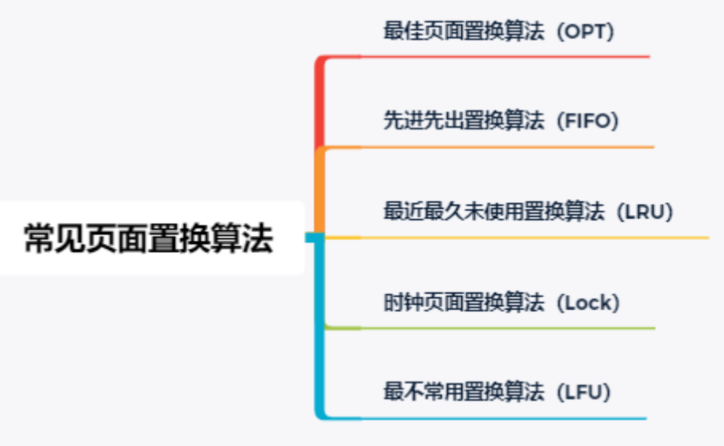 最佳页面置换算法（OPT)
先进先出置换算法（FIFO)
最近最久未使用置换算法（LRU)
常见页面置换算法
时钟页面置换算法（Lock)
最不常用置换算法（LFU)